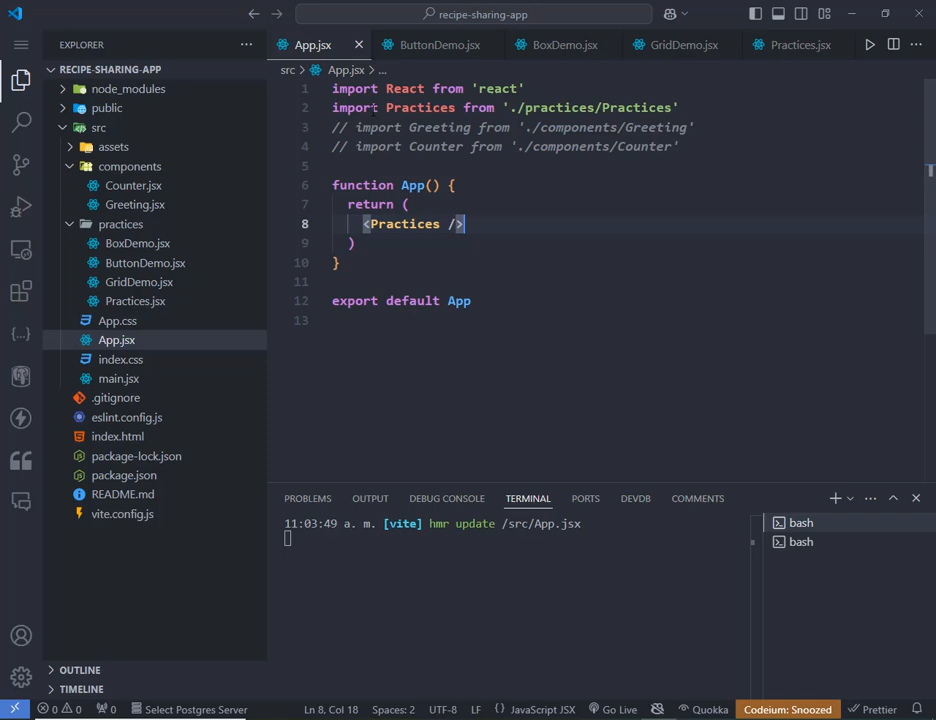 recipe-sharing-app
EXPLORER
RECIPE-SHARING-APP
node_modules
public
src
assets
components
Counter.jsx
Greeting.jsx
practices
BoxDemo.jsx
ButtonDemo.jsx
GridDemo.jsx
Practices.jsx
App.css
App.jsx
index.css
main.jsx
.gitignore
eslint.config.js
index.html
package-lock.json
package.json
README.md
vite.config.js
OUTLINE
TIMELINE
App.jsx
ButtonDemo.jsx
BoxDemo.jsx
GridDemo.jsx
Practices.jsx
src > App.jsx > ...
1 import React from 'react'
2 import Practices from './practices/Practices'
3 // import Greeting from './components/Greeting'
4 // import Counter from './components/Counter'
5
6 function App() {
7 return (
8 <Practices />
9 )
10 }
11
12 export default App
13
PROBLEMS OUTPUT DEBUG CONSOLE TERMINAL PORTS DEVDB COMMENTS
11:03:49 a. m. [vite] hmr update /src/App.jsx
bash
bash
0 0 0 Select Postgres Server Ln 8, Col 18 Spaces: 2 UTF-8 LF {} JavaScript JSX Go Live Quokka Codeium: Snoozed Prettier